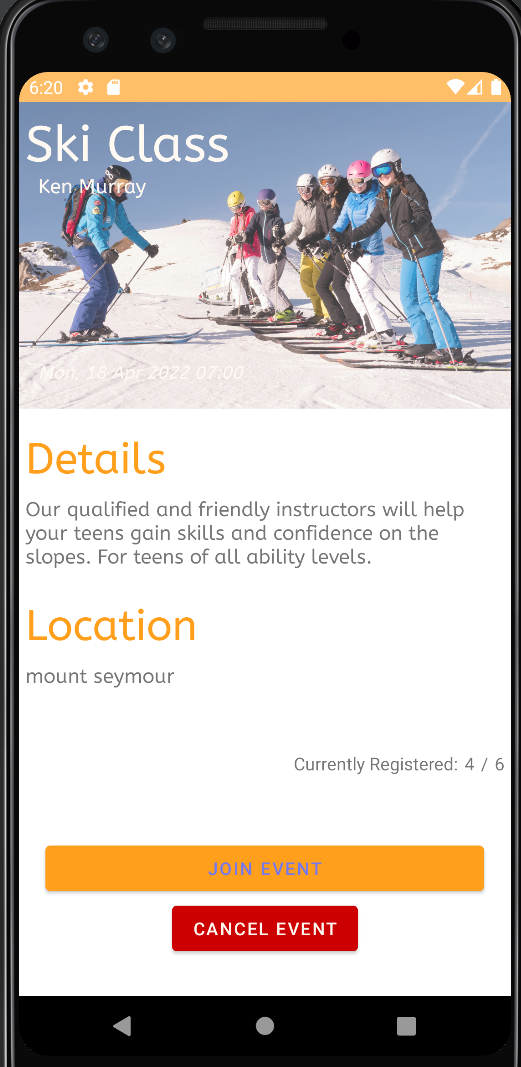 6:20
Ski Class
Ken Murray
Mon, 18 Apr 2022 07:00
Details
Our qualified and friendly instructors will help
your teens gain skills and confidence on the
slopes. For teens of all ability levels.
Location
mount seymour
Currently Registered: 4 / 6
JOIN EVENT
CANCEL EVENT